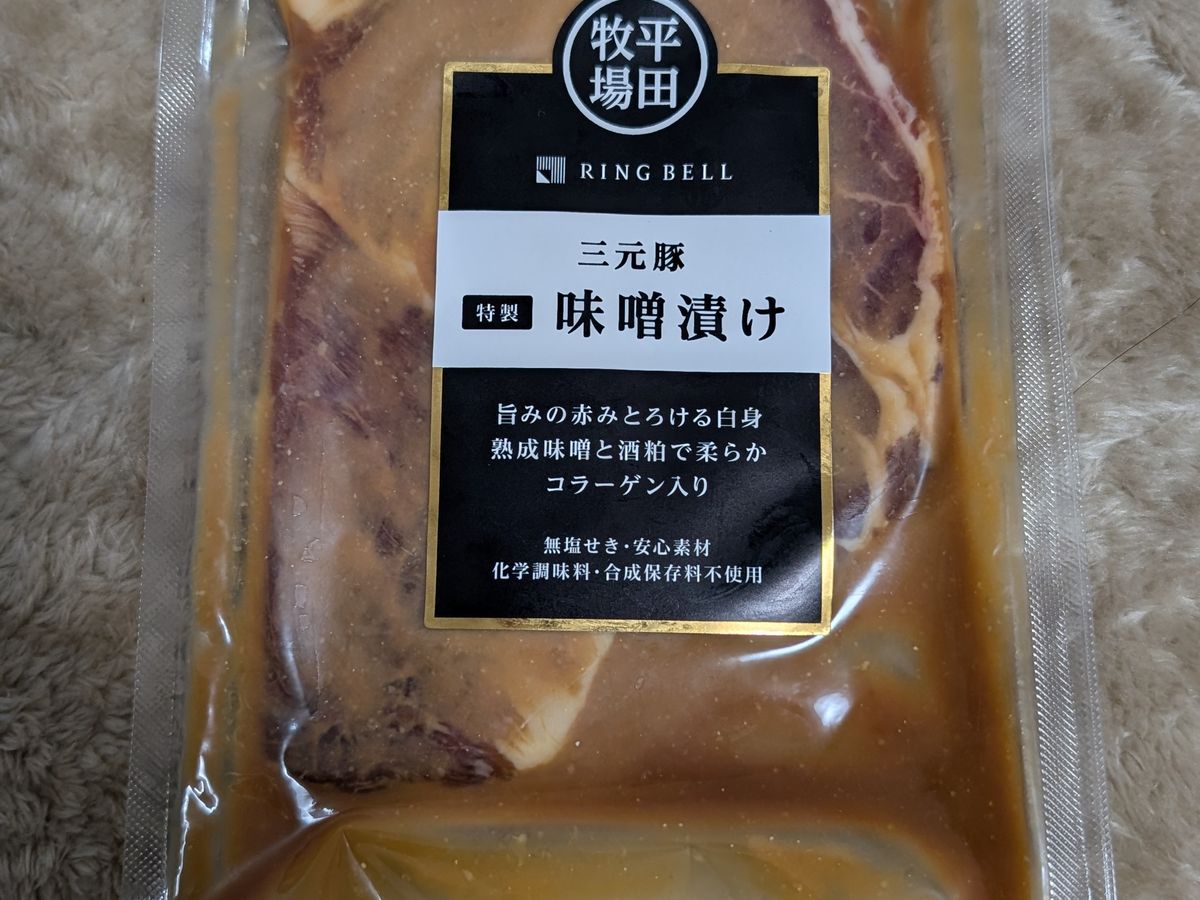 平田
牧場
RING BELL
三元豚
特製 味噌漬け
旨みの赤みとろける白身
熟成味噌と酒粕で柔らか
コラーゲン入り
無塩せき・安心素材
化学調味料・合成保存料不使用